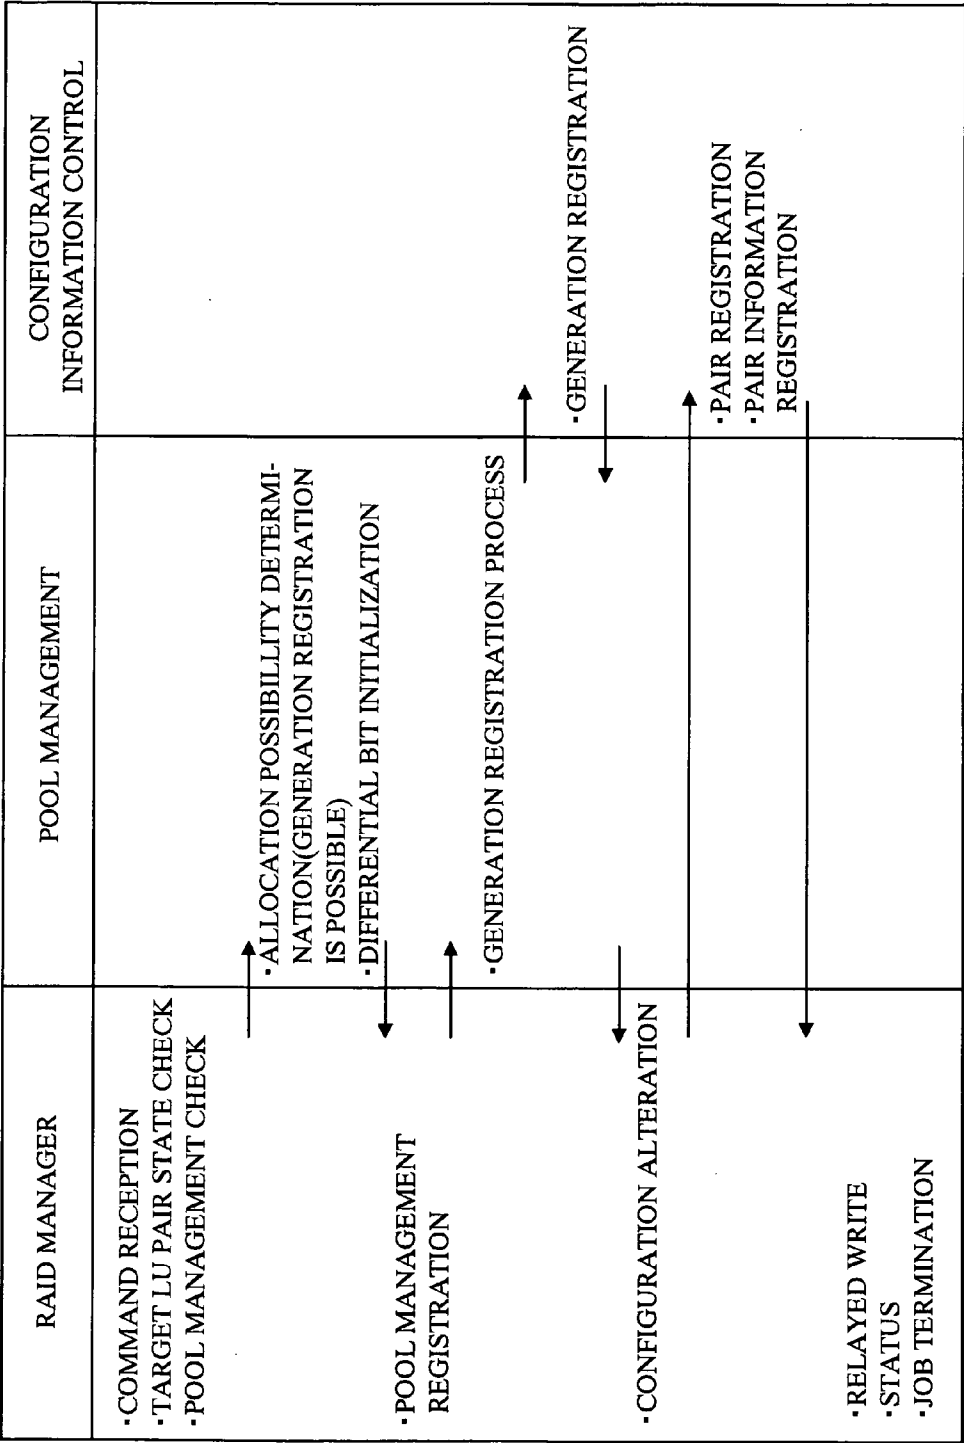 RAID MANAGER
POOL MANAGEMENT
CONFIGURATION
INFORMATION CONTROL
·COMMAND RECEPTION
·TARGET LU PAIR STATE CHECK
·POOL MANAGEMENT CHECK
·ALLOCATION POSSIBILLITY DETERMI-
NATION(GENERATION REGISTRATION
IS POSSIBLE)
·DIFFERENTIAL BIT INITIALIZATION
·POOL MANAGEMENT
REGISTRATION
·GENERATION REGISTRATION PROCESS
·GENERATION REGISTRATION
·CONFIGURATION ALTERATION
·PAIR REGISTRATION
·PAIR INFORMATION
REGISTRATION
·RELAYED WRITE
·STATUS
·JOB TERMINATION